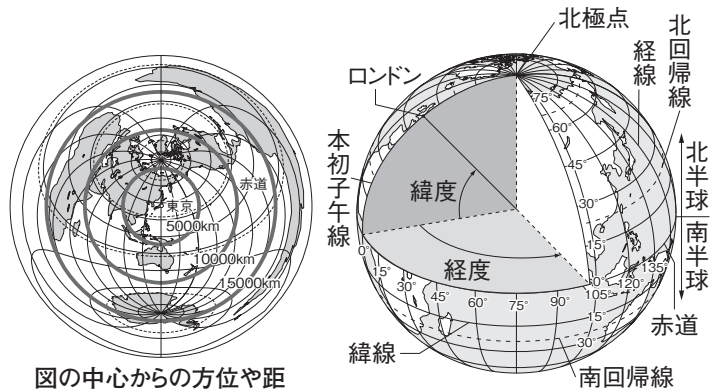 赤道
東京
5000km
10000km
15000km
図の中心からの方位や距
北極点
ロンドン
本初子午線
経線
北回帰線
北半球
南半球
緯度
経度
75°
60°
45°
30°
15°
0°
0°
15°
30°
45°
60°
75°
90°
105°
120°
135°
15°
30°
赤道
緯線
南回帰線